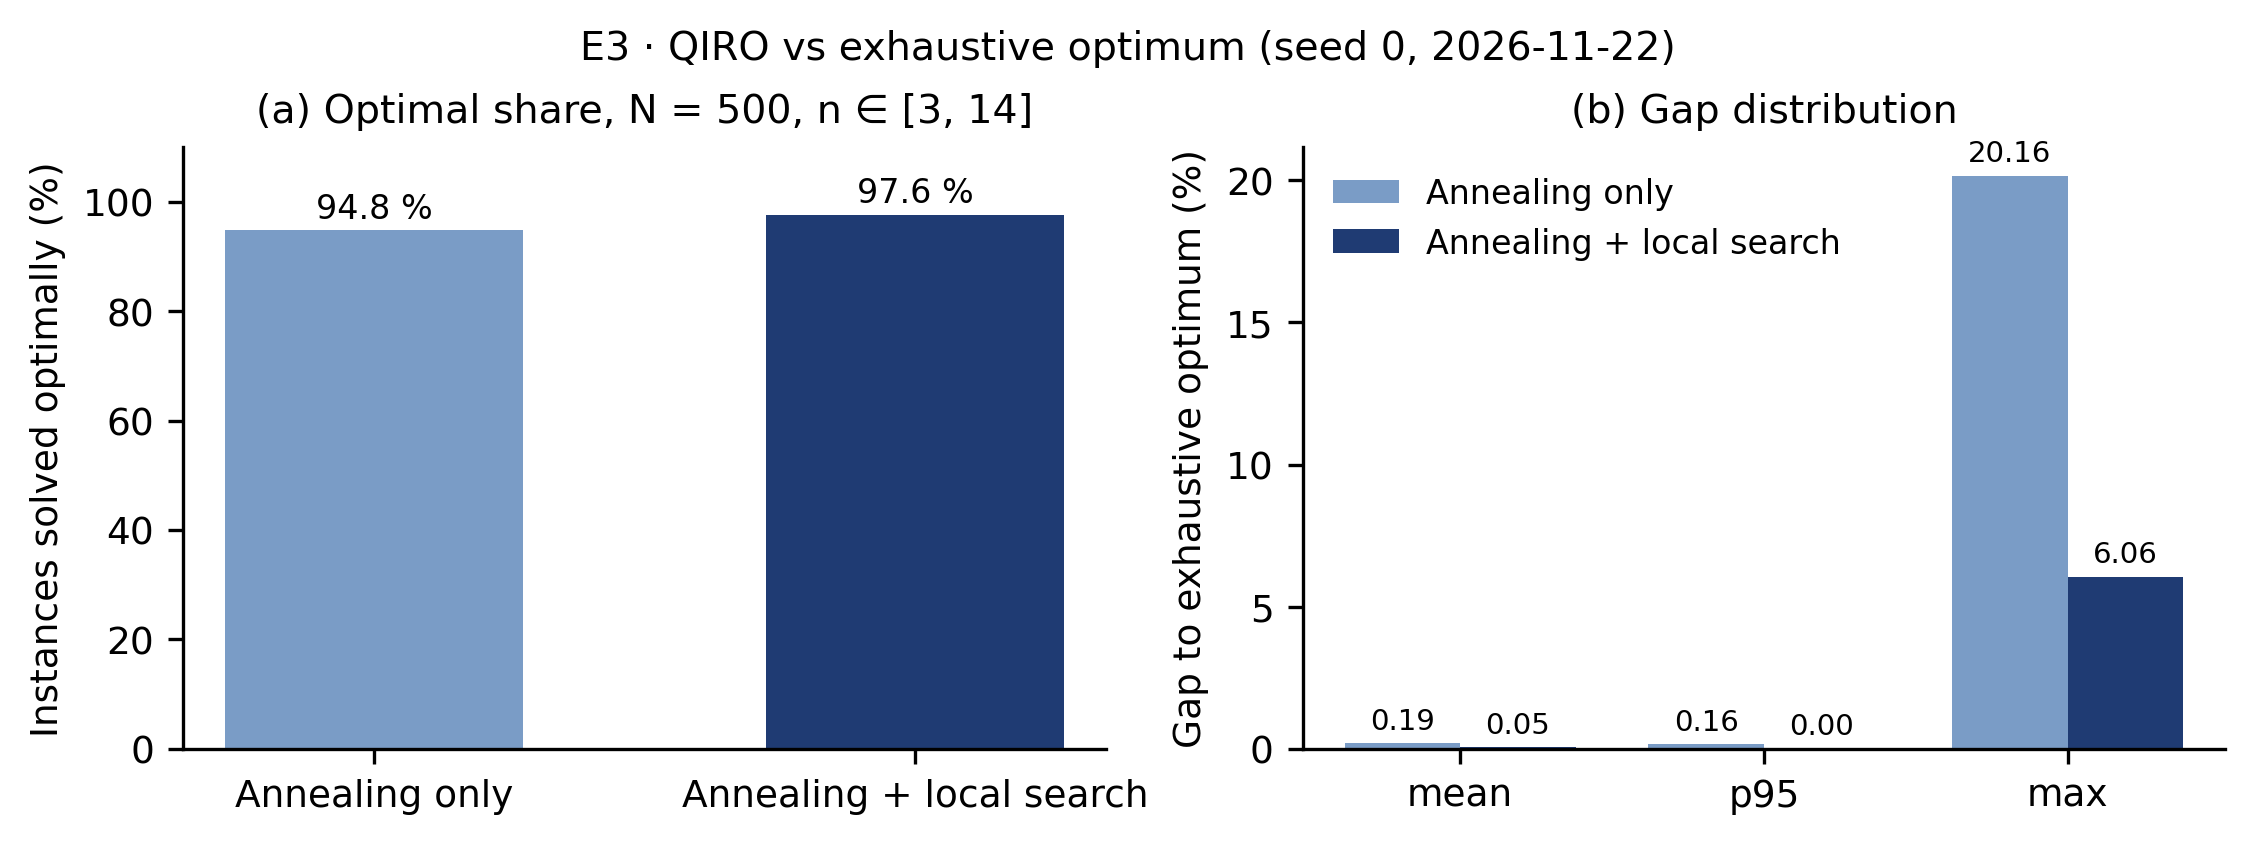 E3 · QIRO vs exhaustive optimum (seed 0, 2026-11-22)
(a) Optimal share, N = 500, n ∈ [3, 14]
Instances solved optimally (%)
100
80
60
40
20
0
94.8 %
97.6 %
Annealing only
Annealing + local search
(b) Gap distribution
Gap to exhaustive optimum (%)
20
15
10
5
0
Annealing only
Annealing + local search
0.19
0.05
0.16
0.00
20.16
6.06
mean
p95
max